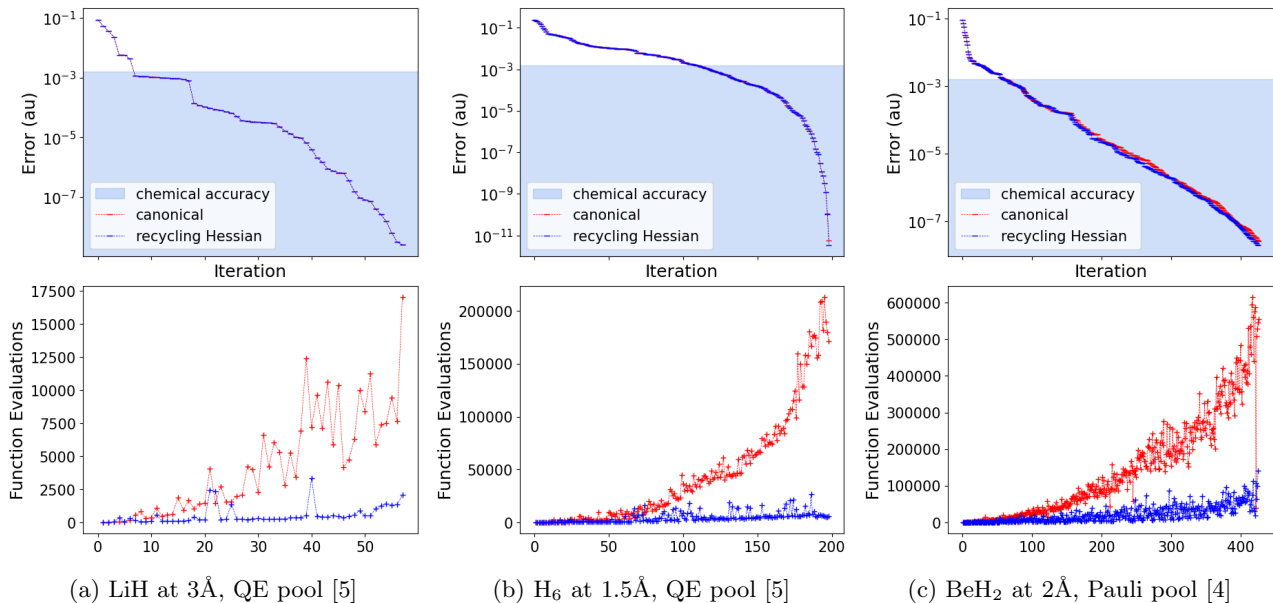 10⁻¹
10⁻³
10⁻⁵
10⁻⁷
Error (au)
chemical accuracy
canonical
recycling Hessian
Iteration
10⁻¹
10⁻³
10⁻⁵
10⁻⁷
10⁻⁹
10⁻¹¹
Error (au)
chemical accuracy
canonical
recycling Hessian
Iteration
10⁻¹
10⁻³
10⁻⁵
10⁻⁷
Error (au)
chemical accuracy
canonical
recycling Hessian
Iteration
17500
15000
12500
10000
7500
5000
2500
0
Function Evaluations
0 10 20 30 40 50
200000
150000
100000
50000
0
Function Evaluations
0 50 100 150 200
600000
500000
400000
300000
200000
100000
0
Function Evaluations
0 100 200 300 400
(a) LiH at 3Å, QE pool [5]
(b) H₆ at 1.5Å, QE pool [5]
(c) BeH₂ at 2Å, Pauli pool [4]